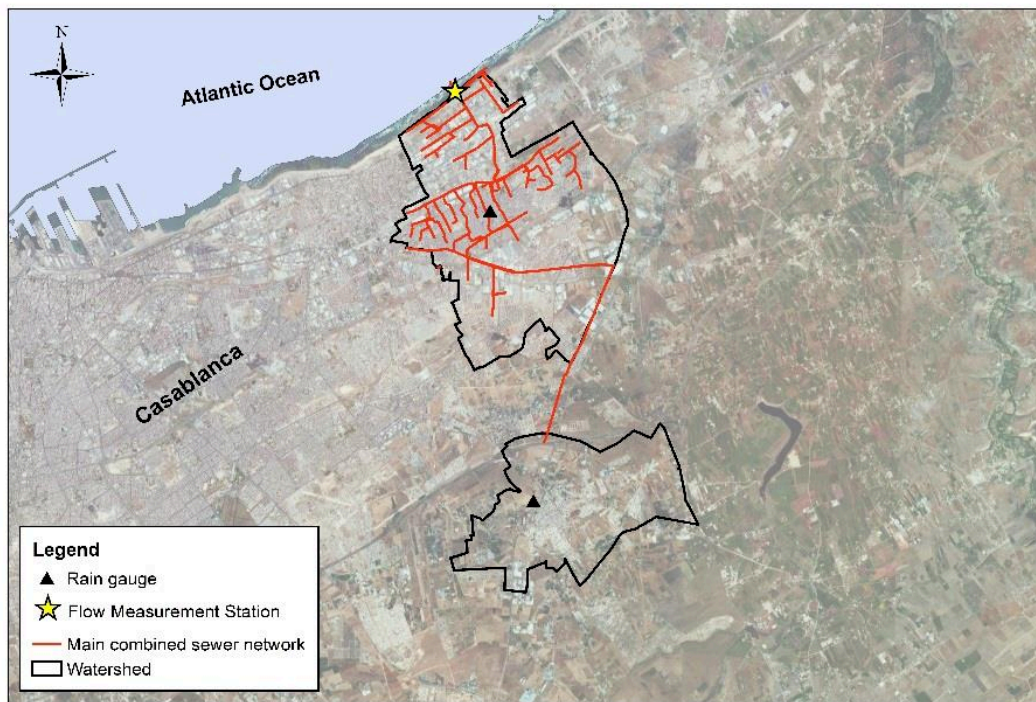 N
Atlantic Ocean
Casablanca
Legend
Rain gauge
Flow Measurement Station
Main combined sewer network
Watershed